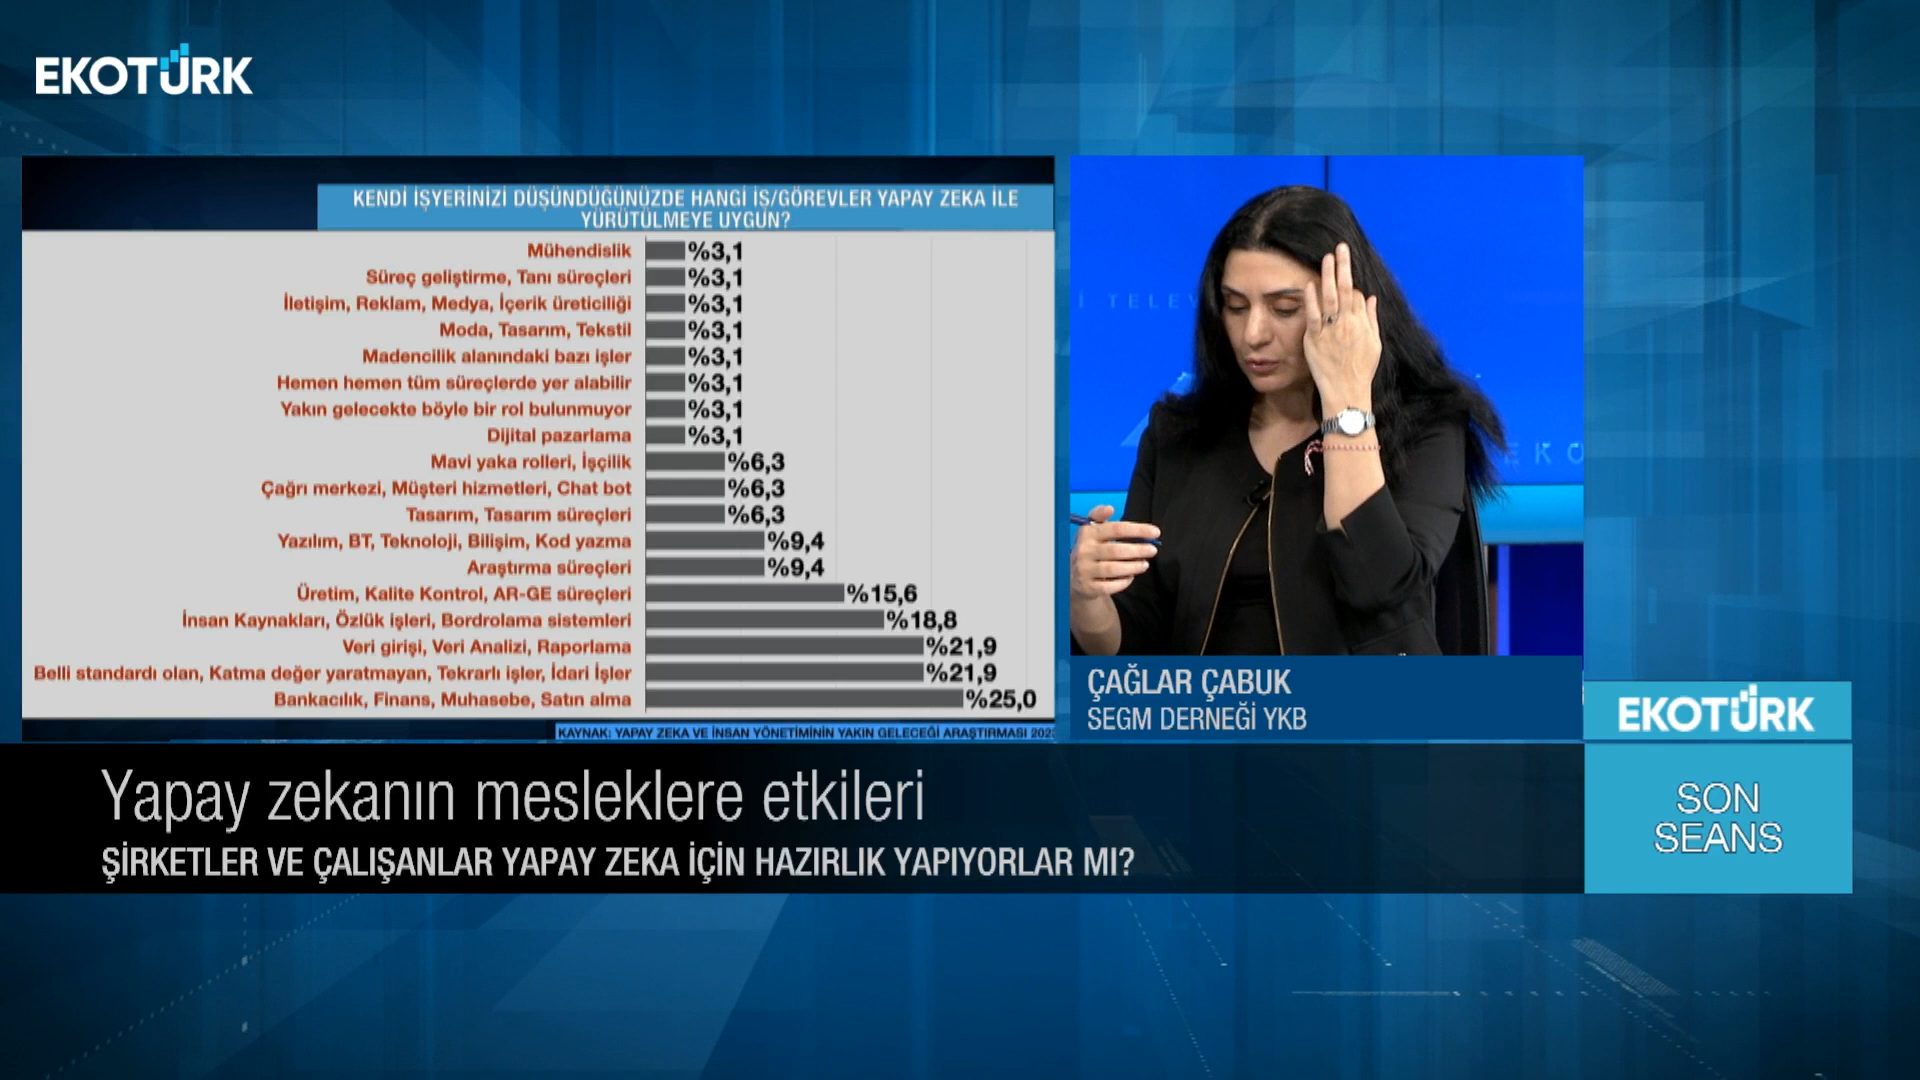 EKOTÜRK
KENDİ İŞYERİNİZİ DÜŞÜNDÜĞÜNÜZDE HANGİ İŞ/GÖREVLER YAPAY ZEKA İLE
YÜRÜTÜLMEYE UYGUN?
Mühendislik %3,1
Süreç geliştirme, Tanı süreçleri %3,1
İletişim, Reklam, Medya, İçerik üreticiliği %3,1
Moda, Tasarım, Tekstil %3,1
Madencilik alanındaki bazı işler %3,1
Hemen hemen tüm süreçlerde yer alabilir %3,1
Yakın gelecekte böyle bir rol bulunmuyor %3,1
Dijital pazarlama %3,1
Mavi yaka rolleri, İşçilik %6,3
Çağrı merkezi, Müşteri hizmetleri, Chat bot %6,3
Tasarım, Tasarım süreçleri %6,3
Yazılım, BT, Teknoloji, Bilişim, Kod yazma %9,4
Araştırma süreçleri %9,4
Üretim, Kalite Kontrol, AR-GE süreçleri %15,6
İnsan Kaynakları, Özlük işleri, Bordrolama sistemleri %18,8
Veri girişi, Veri Analizi, Raporlama %21,9
Belli standardı olan, Katma değer yaratmayan, Tekrarlı işler, İdari İşler %21,9
Bankacılık, Finans, Muhasebe, Satın alma %25,0
KAYNAK: YAPAY ZEKA VE İNSAN YÖNETİMİNİN YAKIN GELECEĞİ ARAŞTIRMASI
İ TELEV
EKO
ÇAĞLAR ÇABUK
SEGM DERNEĞİ YKB
EKOTÜRK
SON
SEANS
Yapay zekanın mesleklere etkileri
ŞİRKETLER VE ÇALIŞANLAR YAPAY ZEKA İÇİN HAZIRLIK YAPIYORLAR MI?